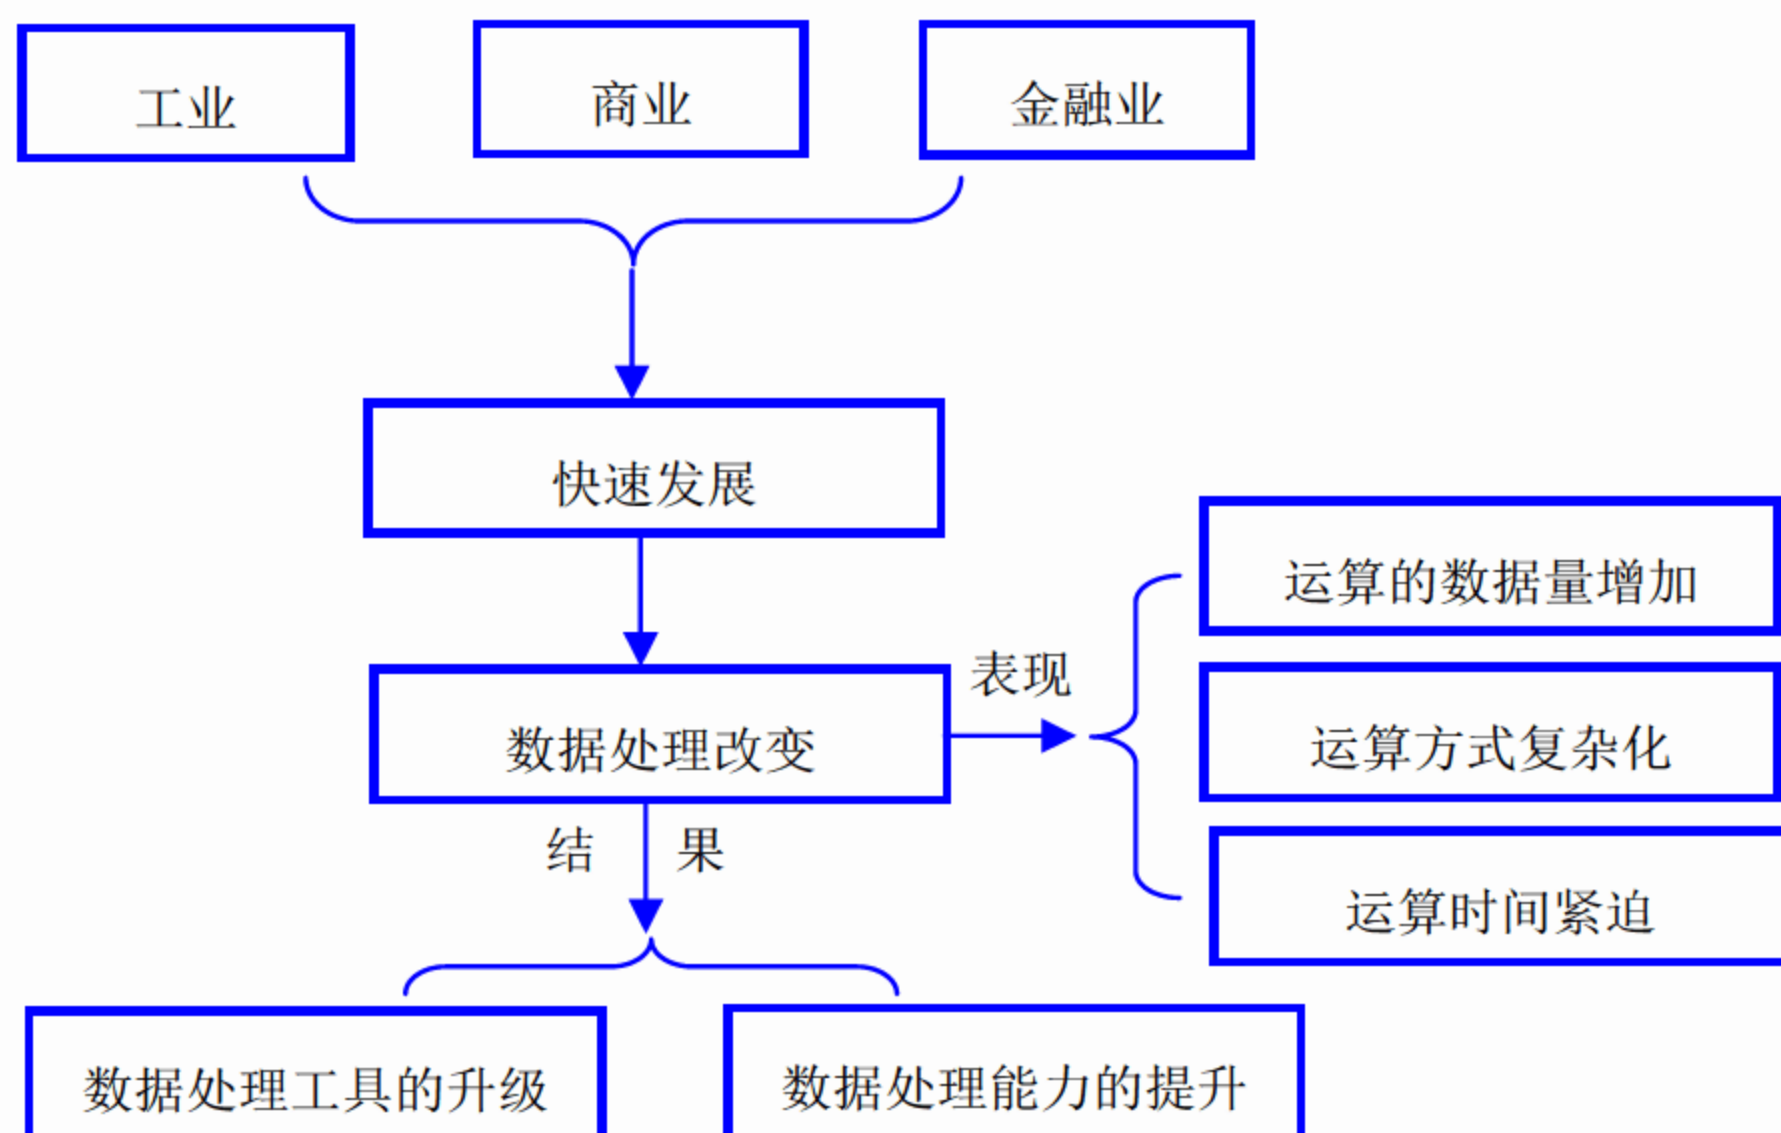 工业
商业
金融业
快速发展
数据处理改变
表现
运算的数据量增加
运算方式复杂化
运算时间紧迫
结 果
数据处理工具的升级
数据处理能力的提升